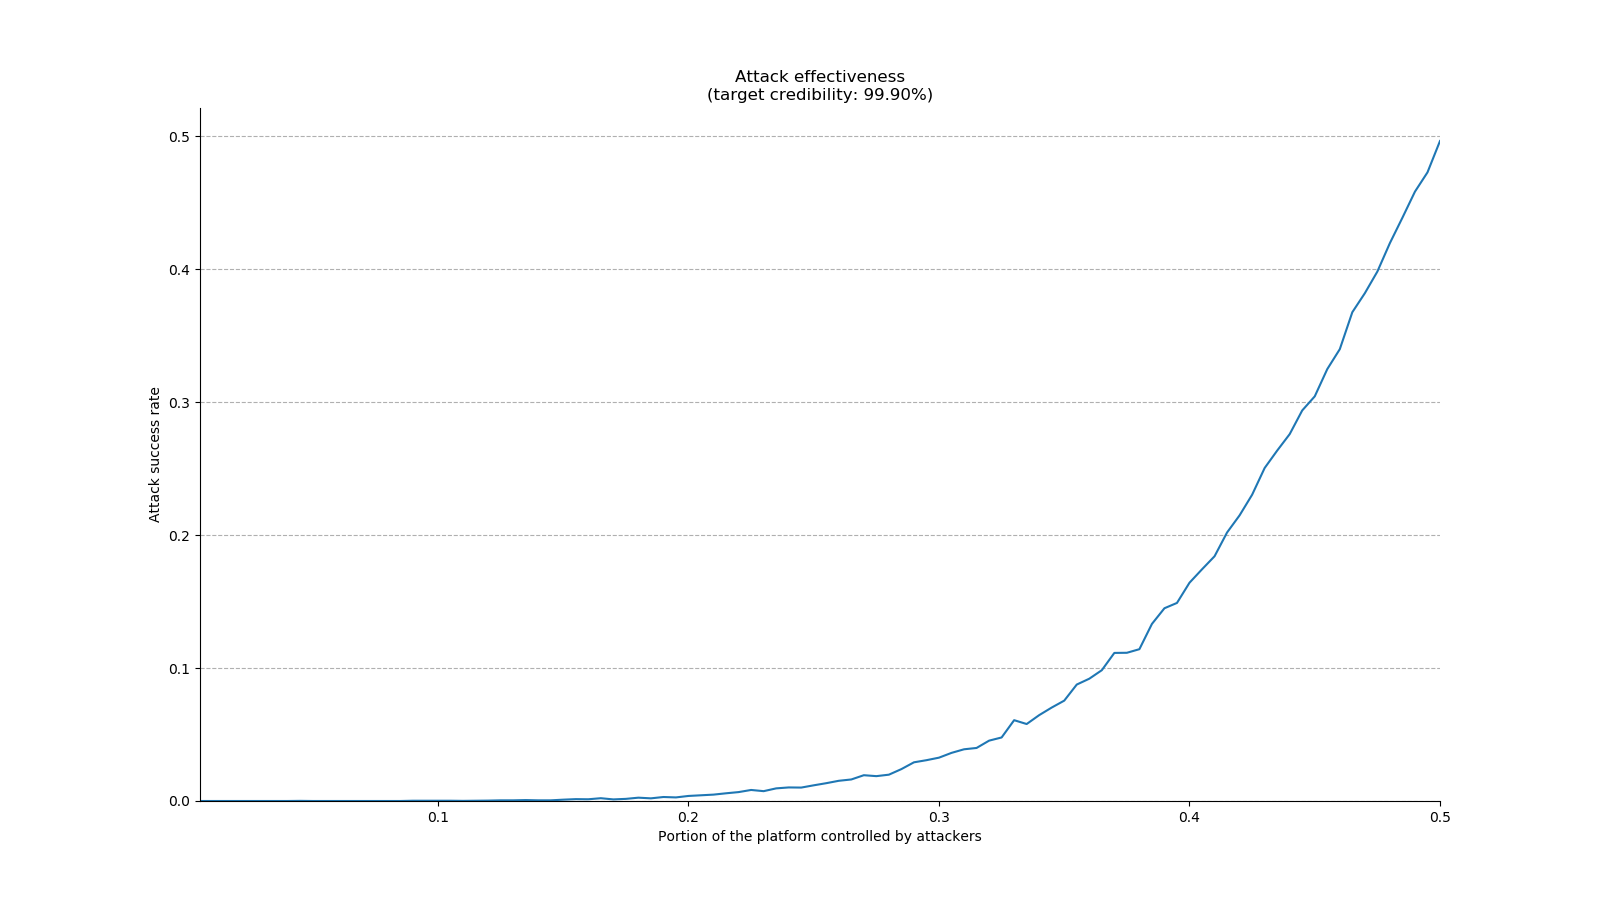 Attack effectiveness
(target credibility: 99.90%)
Attack success rate
0.5
0.4
0.3
0.2
0.1
0.0
0.1
0.2
0.3
0.4
0.5
Portion of the platform controlled by attackers